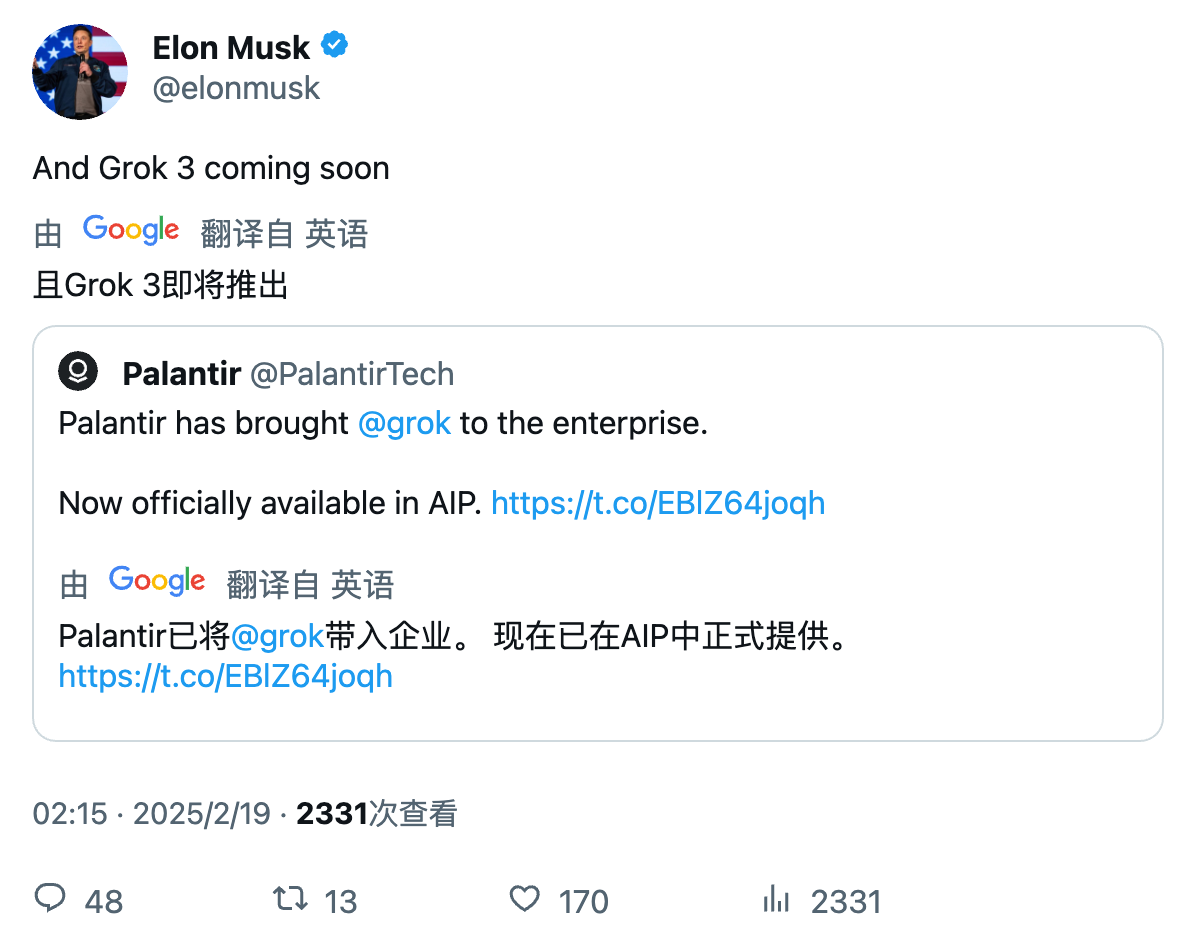 Elon Musk
@elonmusk
And Grok 3 coming soon
由 Google 翻译自 英语
且Grok 3即将推出
Palantir @PalantirTech
Palantir has brought @grok to the enterprise.
Now officially available in AIP. https://t.co/EBlZ64joqh
由 Google 翻译自 英语
Palantir已将@grok带入企业。 现在已在AIP中正式提供。
https://t.co/EBlZ64joqh
02:15 · 2025/2/19 · 2331次查看
48 13 170 2331